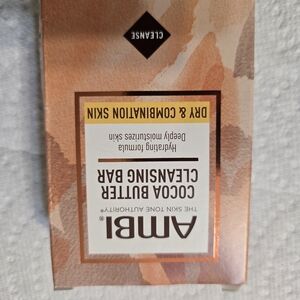 AMBI®
THE SKIN TONE AUTHORITY®
COCOA BUTTER
CLEANSING BAR
Hydrating formula
Deeply moisturizes skin
DRY & COMBINATION SKIN
CLEANSE